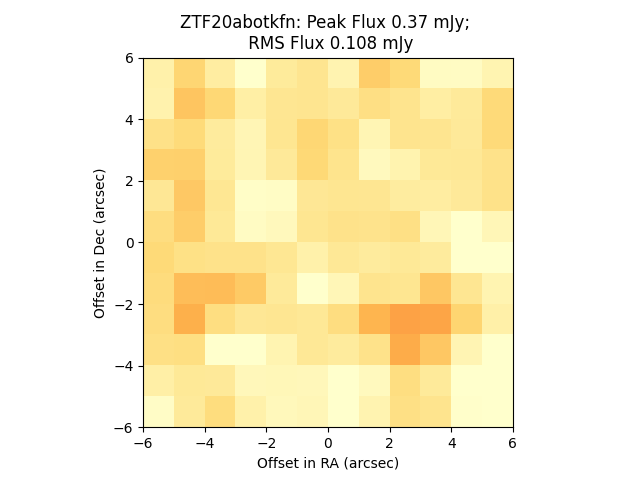 ZTF20abotkfn: Peak Flux 0.37 mJy;
RMS Flux 0.108 mJy
6
4
2
0
−2
−4
−6
Offset in Dec (arcsec)
−6 −4 −2 0 2 4 6
Offset in RA (arcsec)